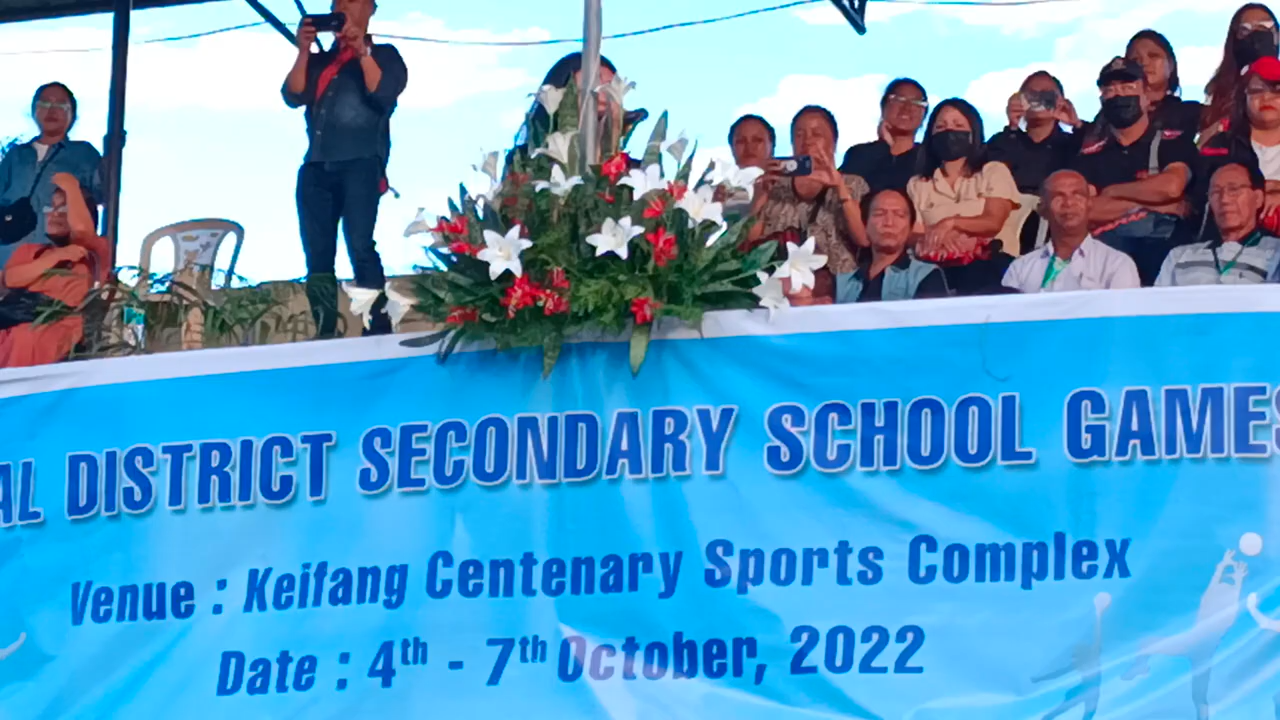 AL DISTRICT SECONDARY SCHOOL GAMES
Venue : Keifang Centenary Sports Complex
Date : 4th - 7th October, 2022